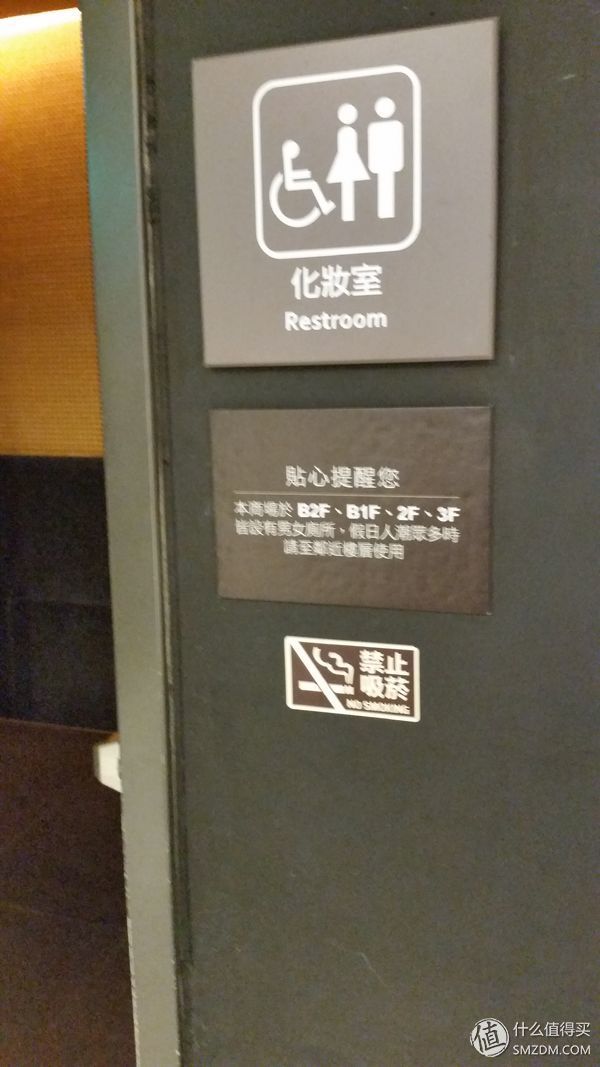 化妝室
Restroom
貼心提醒您
本商場於 B2F、B1F、2F、3F
皆設有男女廁所、假日人潮眾多時
請至鄰近樓層使用
禁止
吸菸
NO SMOKING
值 什么值得买
SMZDM.COM